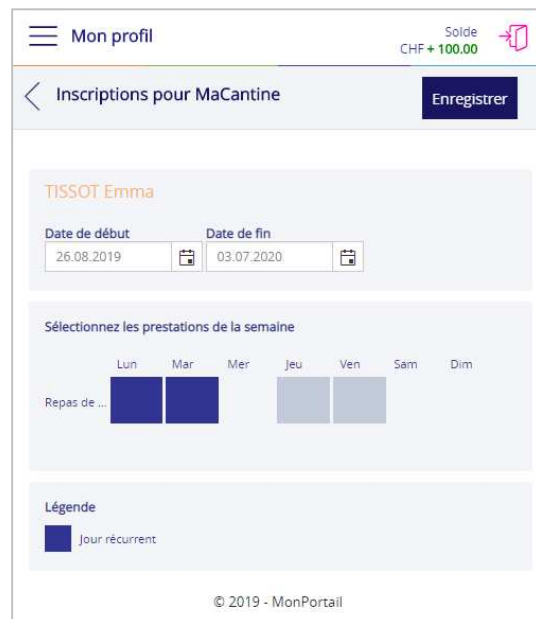 Mon profil
Solde
CHF + 100.00
Inscriptions pour MaCantine
Enregistrer
TISSOT Emma
Date de début Date de fin
26.08.2019 03.07.2020
Sélectionnez les prestations de la semaine
Lun Mar Mer Jeu Ven Sam Dim
Repas de ...
Légende
Jour récurrent
© 2019 - MonPortail